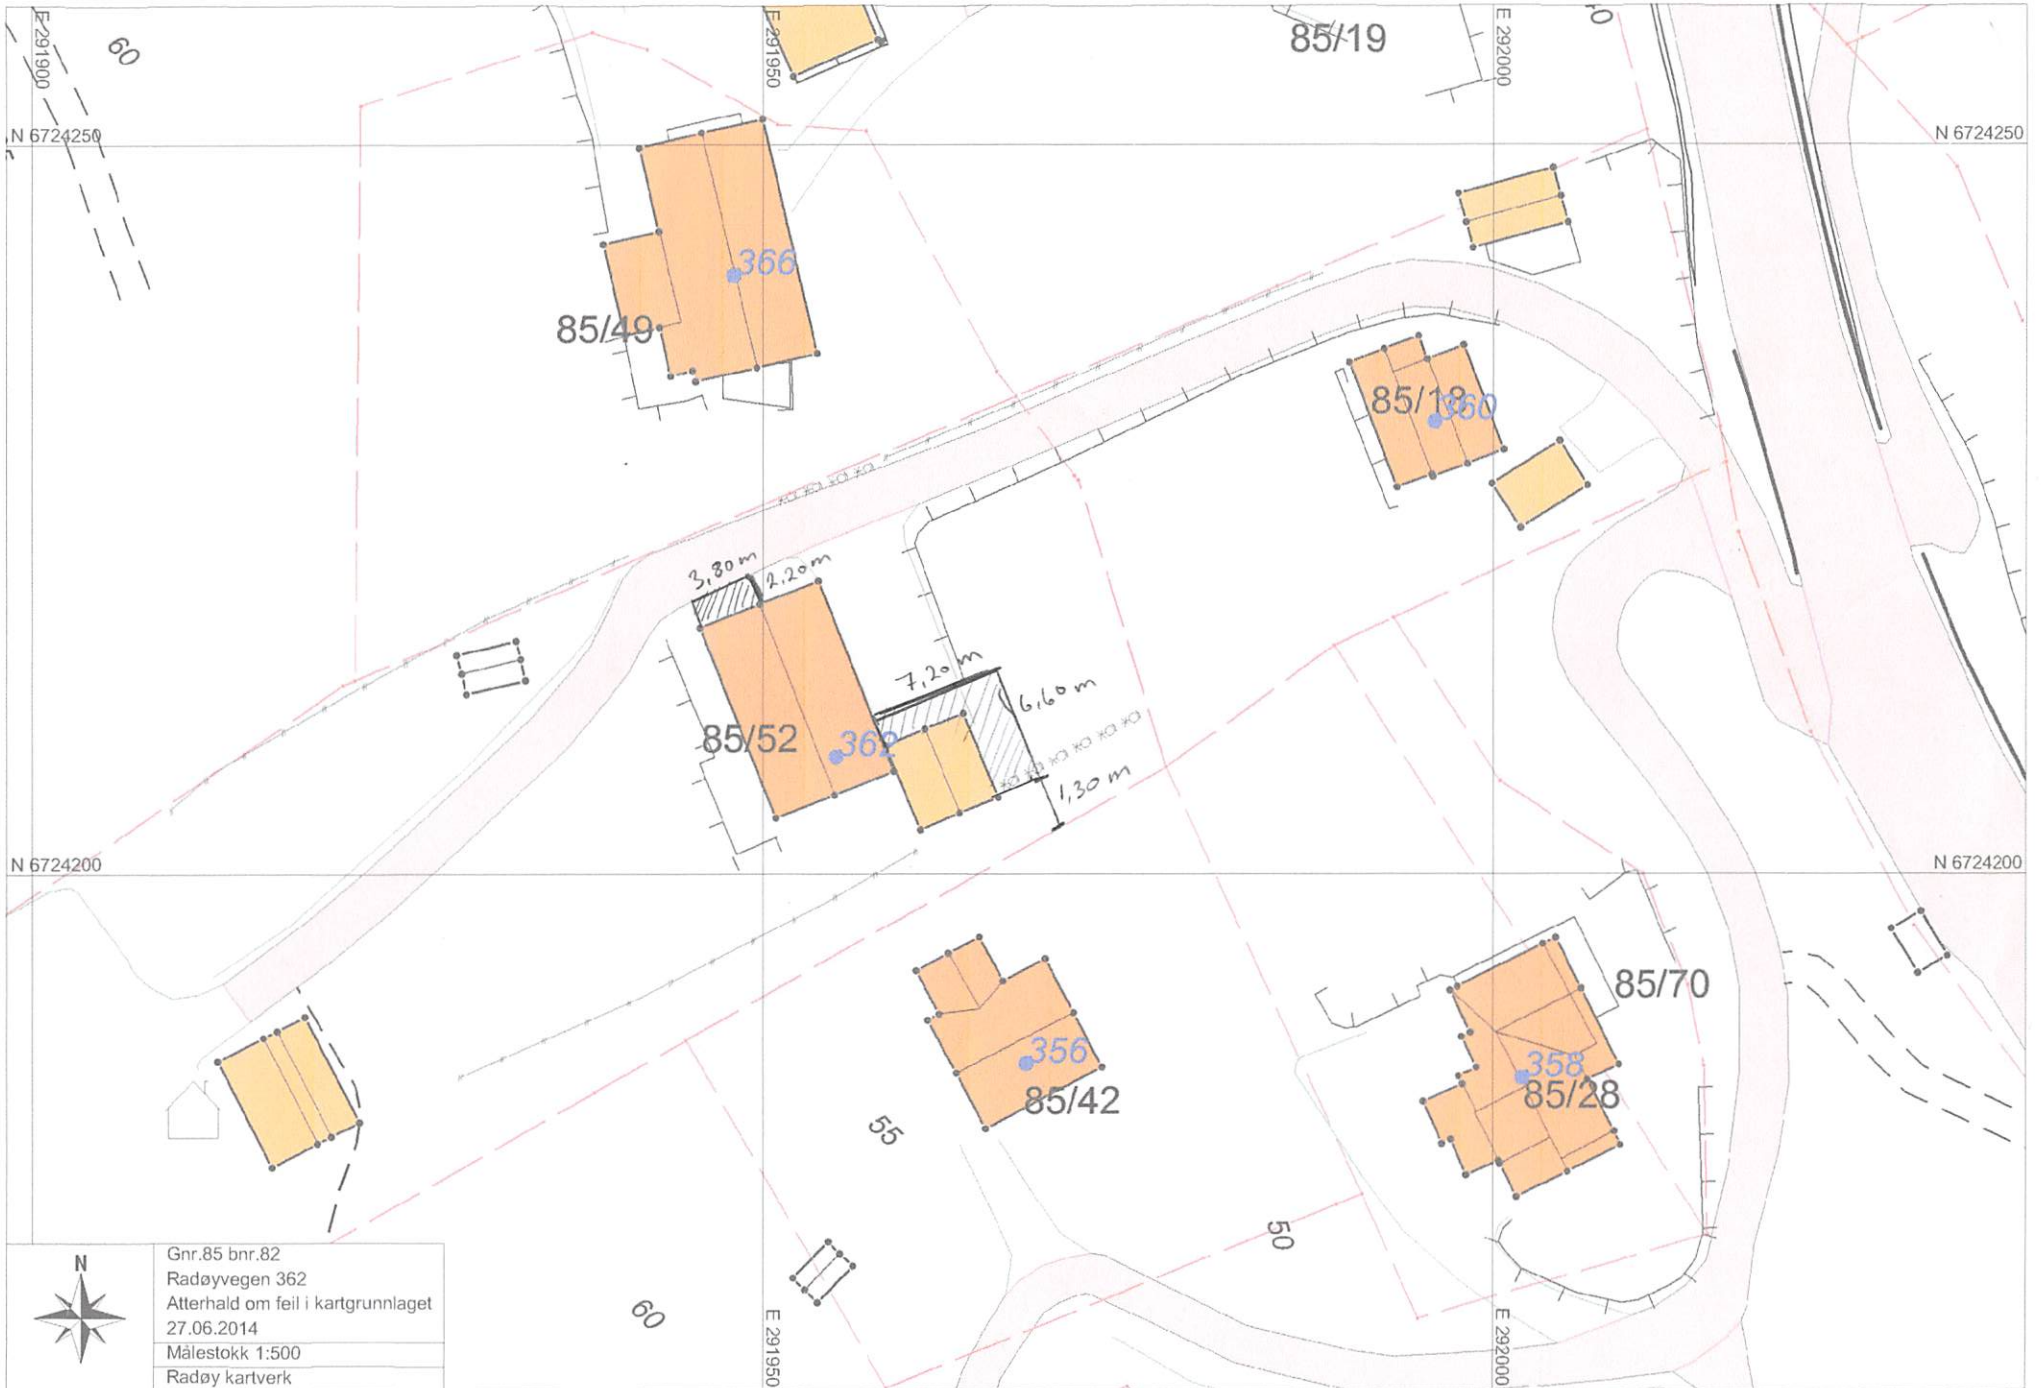 60
E 291900
E 291950
85/19
E 292000
N 6724250
N 6724250
366
85/49
85/18
360
3,80 m
2,20 m
7,20 m
6,60 m
85/52
362
1,30 m
N 6724200
N 6724200
85/70
356
358
85/42
85/28
55
50
60
E 291950
E 292000
N
Gnr.85 bnr.82
Radøyvegen 362
Atterhald om feil i kartgrunnlaget
27.06.2014
Målestokk 1:500
Radøy kartverk